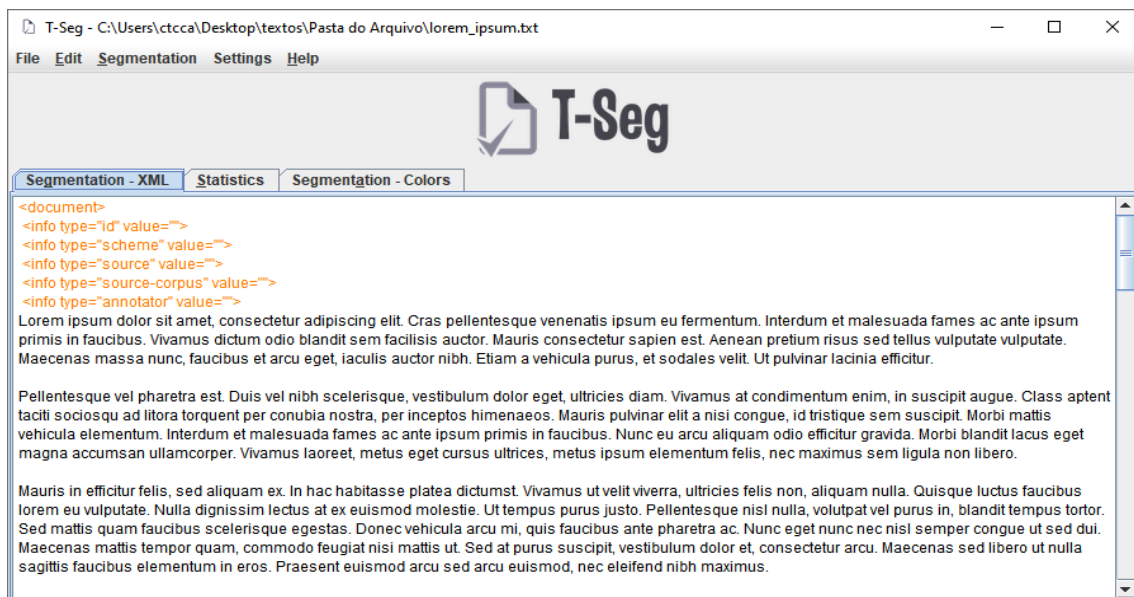 T-Seg - C:\Users\ctcca\Desktop\textos\Pasta do Arquivo\lorem_ipsum.txt
File Edit Segmentation Settings Help
T-Seg
Segmentation - XML Statistics Segmentation - Colors
<document>
<info type="id" value="">
<info type="scheme" value="">
<info type="source" value="">
<info type="source-corpus" value="">
<info type="annotator" value="">
Lorem ipsum dolor sit amet, consectetur adipiscing elit. Cras pellentesque venenatis ipsum eu fermentum. Interdum et malesuada fames ac ante ipsum
primis in faucibus. Vivamus dictum odio blandit sem facilisis auctor. Mauris consectetur sapien est. Aenean pretium risus sed tellus vulputate vulputate.
Maecenas massa nunc, faucibus et arcu eget, iaculis auctor nibh. Etiam a vehicula purus, et sodales velit. Ut pulvinar lacinia efficitur.
Pellentesque vel pharetra est. Duis vel nibh scelerisque, vestibulum dolor eget, ultricies diam. Vivamus at condimentum enim, in suscipit augue. Class aptent
taciti sociosqu ad litora torquent per conubia nostra, per inceptos himenaeos. Mauris pulvinar elit a nisi congue, id tristique sem suscipit. Morbi mattis
vehicula elementum. Interdum et malesuada fames ac ante ipsum primis in faucibus. Nunc eu arcu aliquam odio efficitur gravida. Morbi blandit lacus eget
magna accumsan ullamcorper. Vivamus laoreet, metus eget cursus ultrices, metus ipsum elementum felis, nec maximus sem ligula non libero.
Mauris in efficitur felis, sed aliquam ex. In hac habitasse platea dictumst. Vivamus ut velit viverra, ultricies felis non, aliquam nulla. Quisque luctus faucibus
lorem eu vulputate. Nulla dignissim lectus at ex euismod molestie. Ut tempus purus justo. Pellentesque nisl nulla, volutpat vel purus in, blandit tempus tortor.
Sed mattis quam faucibus scelerisque egestas. Donec vehicula arcu mi, quis faucibus ante pharetra ac. Nunc eget nunc nec nisl semper congue ut sed dui.
Maecenas mattis tempor quam, commodo feugiat nisi mattis ut. Sed at purus suscipit, vestibulum dolor et, consectetur arcu. Maecenas sed libero ut nulla
sagittis faucibus elementum in eros. Praesent euismod arcu sed arcu euismod, nec eleifend nibh maximus.